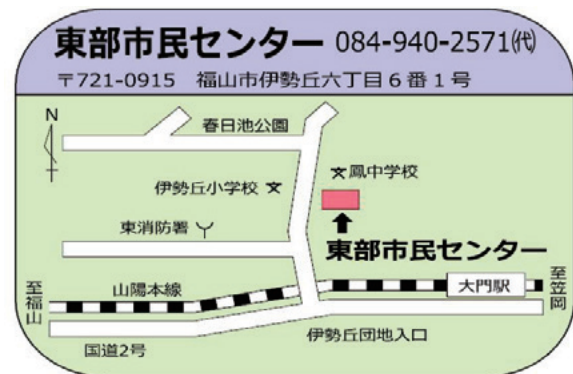 東部市民センター 084-940-2571㈹
〒721-0915 福山市伊勢丘六丁目6番1号
N
春日池公園
鳳中学校
伊勢丘小学校
東消防署
東部市民センター
至福山
山陽本線
大門駅
至笠岡
伊勢丘団地入口
国道2号